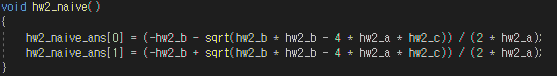 void hw2_naive()
{
    hw2_naive_ans[0] = (-hw2_b - sqrt(hw2_b * hw2_b - 4 * hw2_a * hw2_c)) / (2 * hw2_a);
    hw2_naive_ans[1] = (-hw2_b + sqrt(hw2_b * hw2_b - 4 * hw2_a * hw2_c)) / (2 * hw2_a);
}